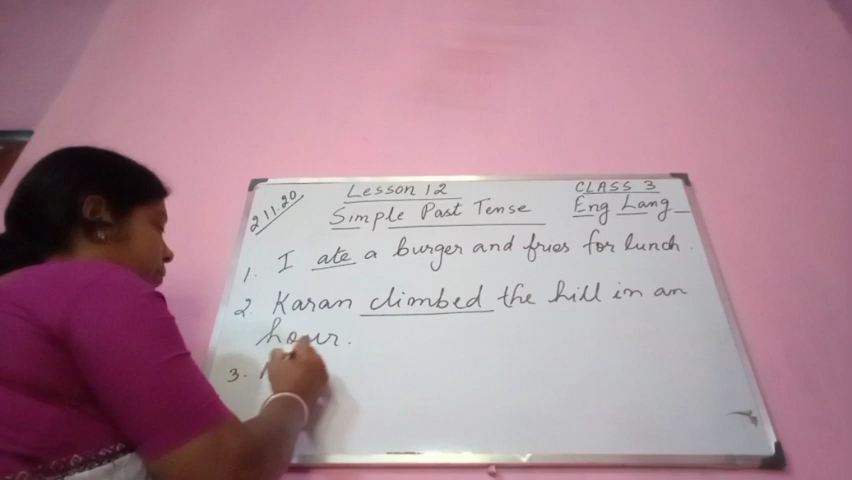 2.11.20
Lesson 12
CLASS 3
Simple Past Tense
Eng Lang
1. I ate a burger and fries for lunch.
2. Karan climbed the hill in an
hour.
3.